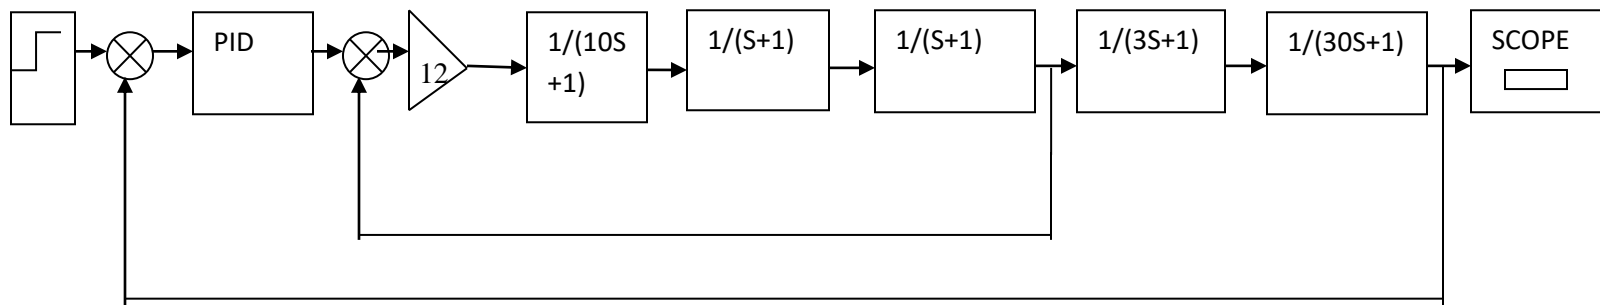 PID
12
1/(10S
+1)
1/(S+1)
1/(S+1)
1/(3S+1)
1/(30S+1)
SCOPE